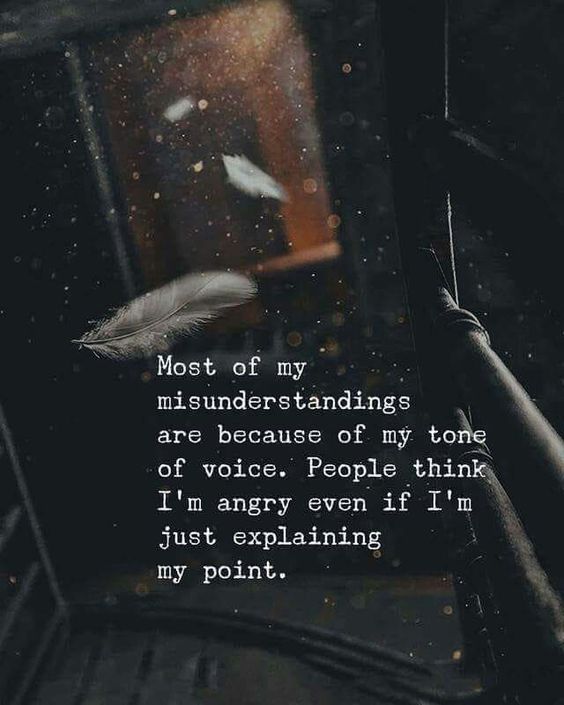 Most of my
misunderstandings
are because of my tone
of voice. People think
I'm angry even if I'm
just explaining
my point.